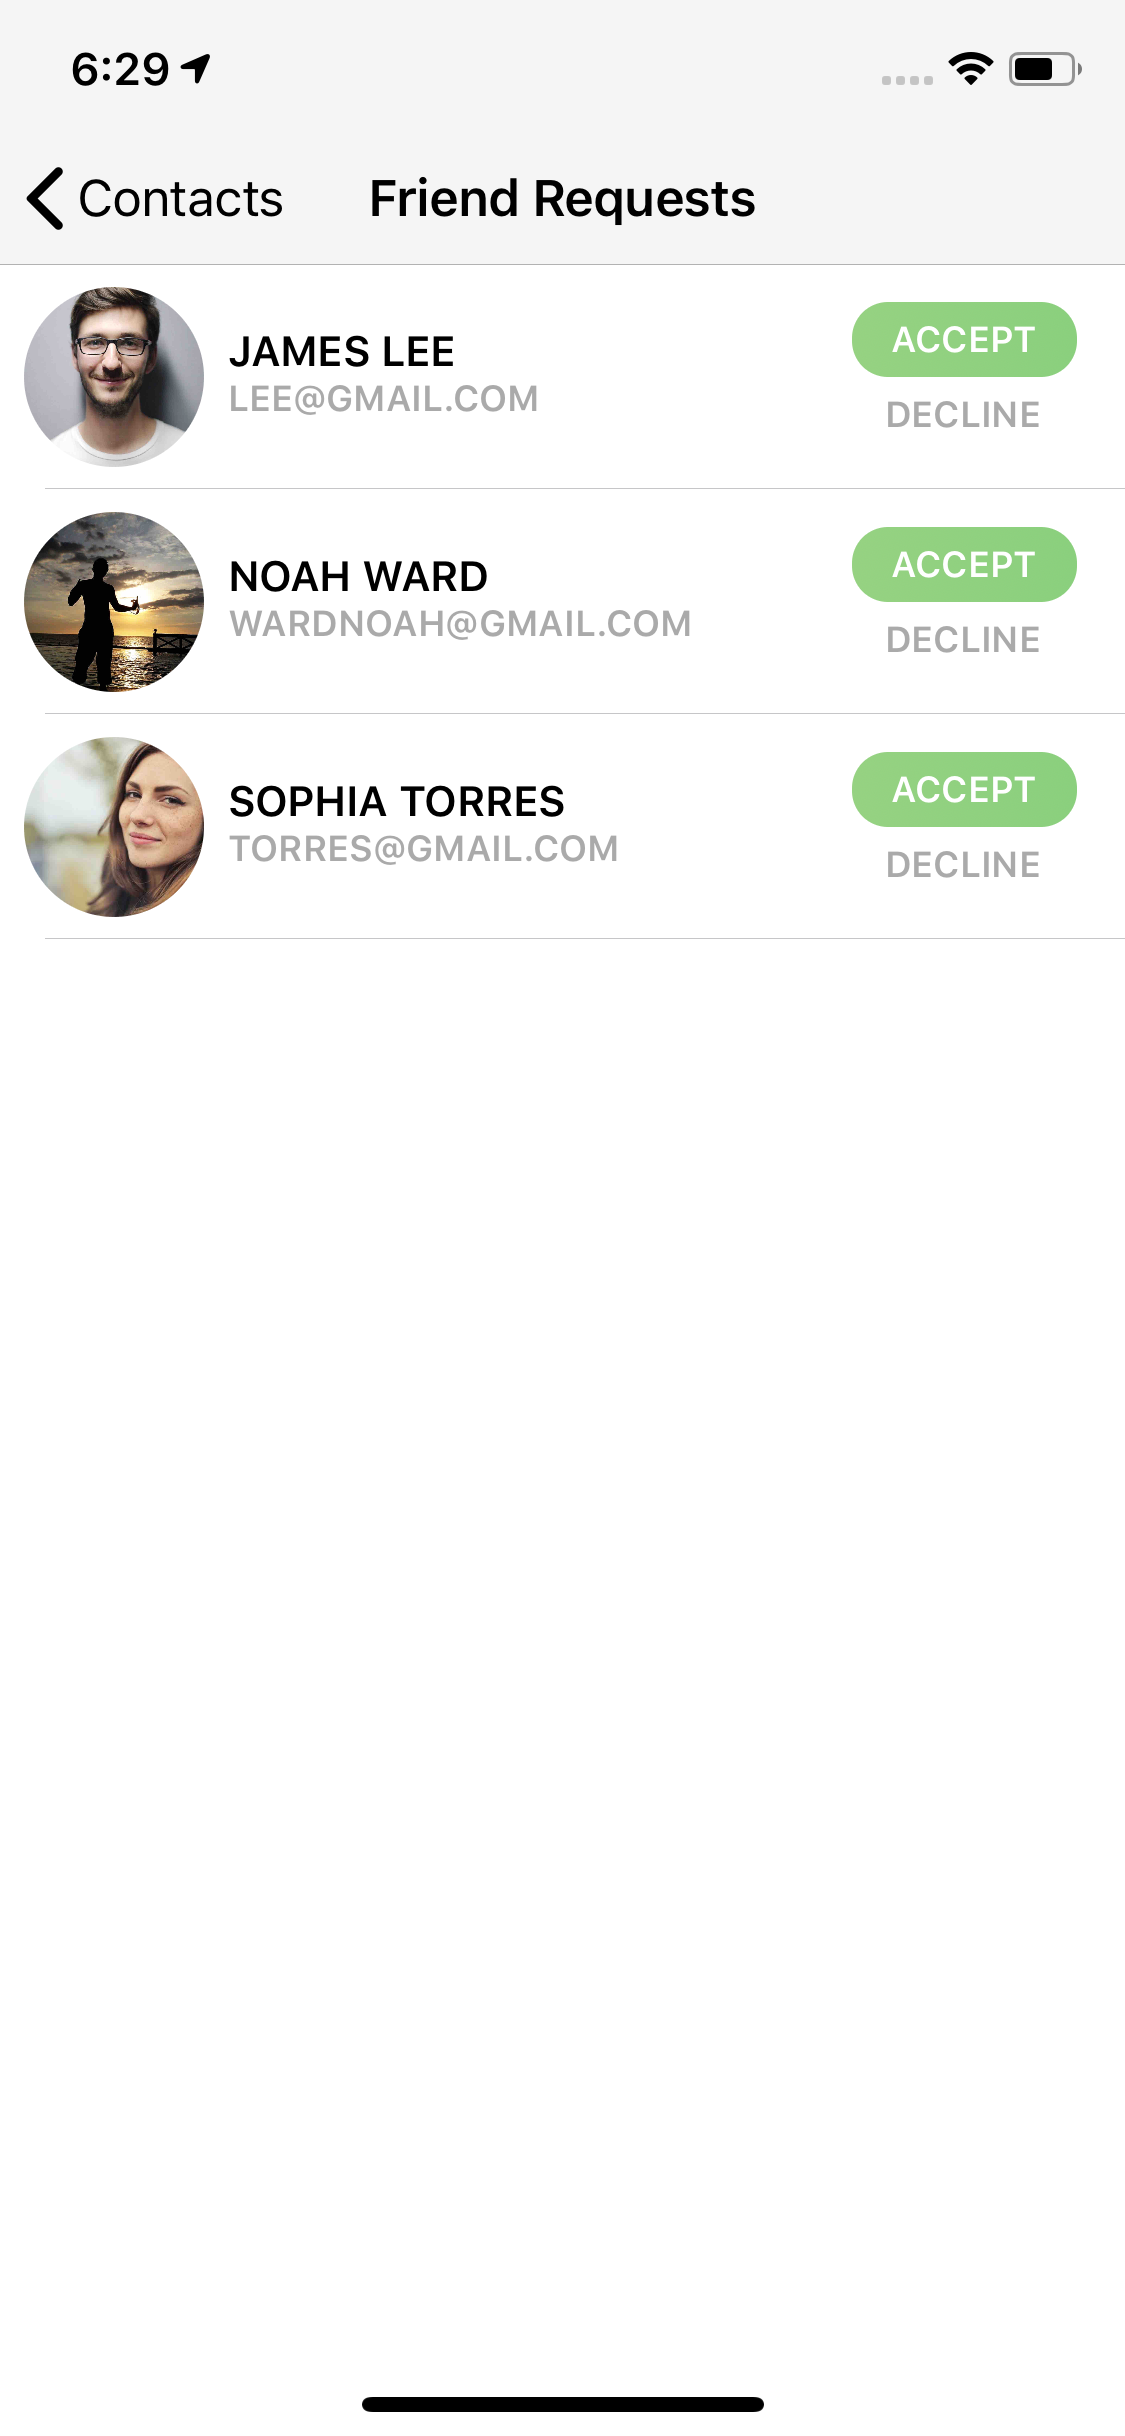 6:29
Contacts
Friend Requests
JAMES LEE
LEE@GMAIL.COM
ACCEPT
DECLINE
NOAH WARD
WARDNOAH@GMAIL.COM
ACCEPT
DECLINE
SOPHIA TORRES
TORRES@GMAIL.COM
ACCEPT
DECLINE